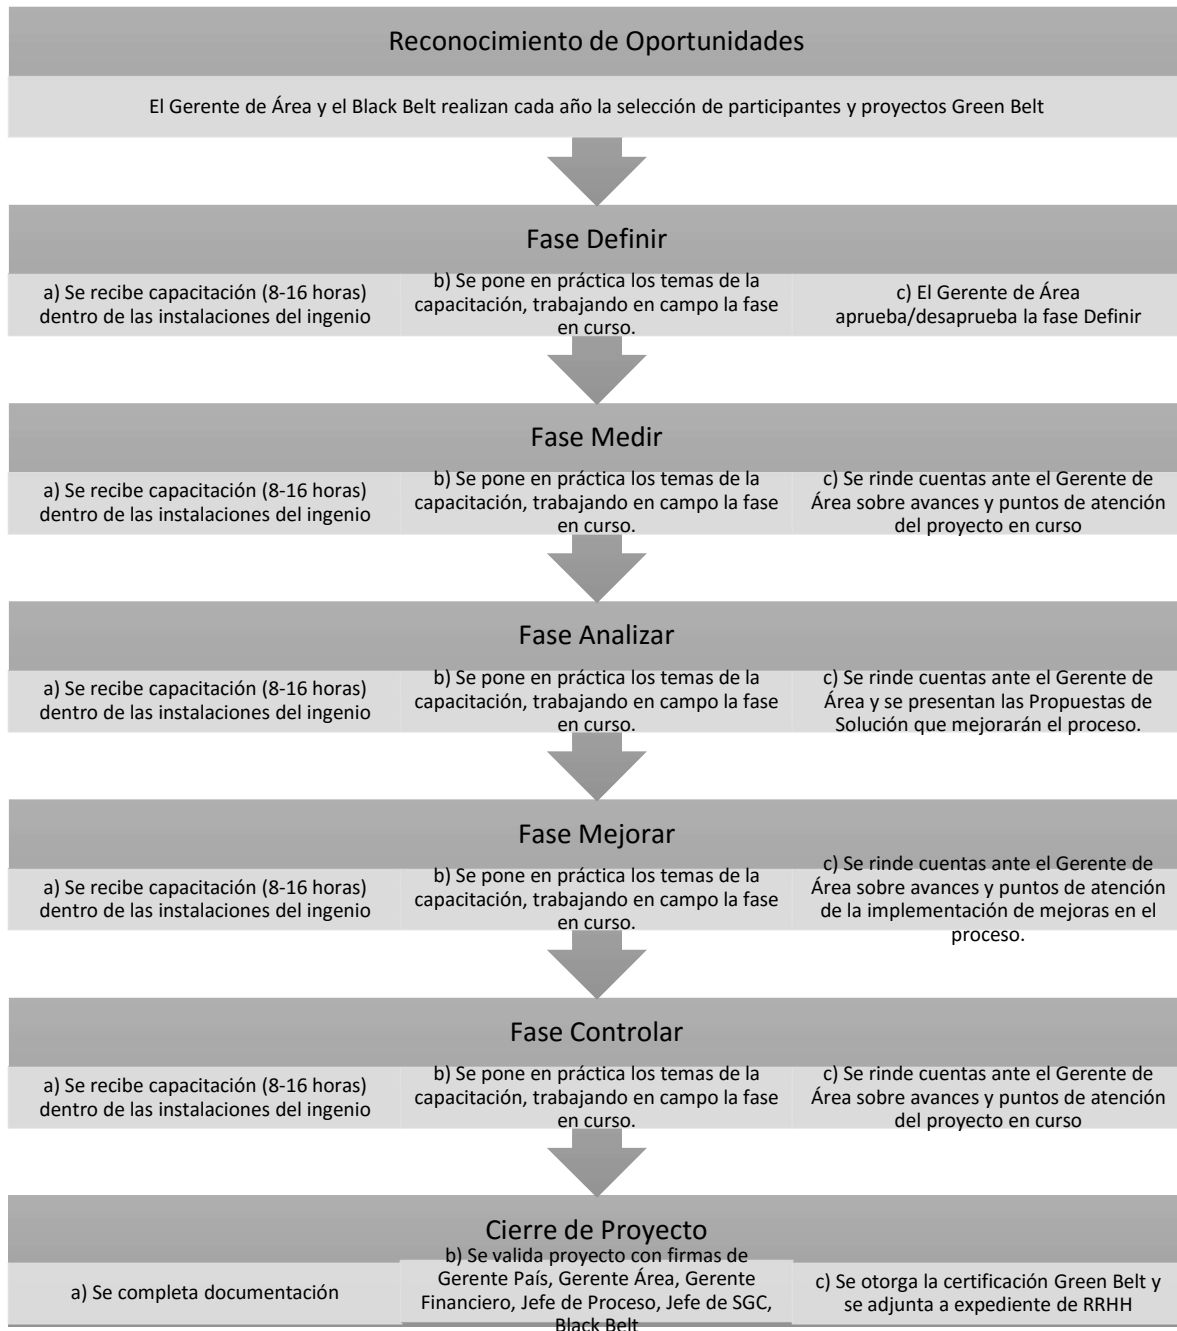 Reconocimiento de Oportunidades
El Gerente de Área y el Black Belt realizan cada año la selección de participantes y proyectos Green Belt
Fase Definir
a) Se recibe capacitación (8-16 horas)
dentro de las instalaciones del ingenio
b) Se pone en práctica los temas de la
capacitación, trabajando en campo la fase
en curso.
c) El Gerente de Área
aprueba/desaprueba la fase Definir
Fase Medir
a) Se recibe capacitación (8-16 horas)
dentro de las instalaciones del ingenio
b) Se pone en práctica los temas de la
capacitación, trabajando en campo la fase
en curso.
c) Se rinde cuentas ante el Gerente de
Área sobre avances y puntos de atención
del proyecto en curso
Fase Analizar
a) Se recibe capacitación (8-16 horas)
dentro de las instalaciones del ingenio
b) Se pone en práctica los temas de la
capacitación, trabajando en campo la fase
en curso.
c) Se rinde cuentas ante el Gerente de
Área y se presentan las Propuestas de
Solución que mejorarán el proceso.
Fase Mejorar
a) Se recibe capacitación (8-16 horas)
dentro de las instalaciones del ingenio
b) Se pone en práctica los temas de la
capacitación, trabajando en campo la fase
en curso.
c) Se rinde cuentas ante el Gerente de
Área sobre avances y puntos de atención
de la implementación de mejoras en el
proceso.
Fase Controlar
a) Se recibe capacitación (8-16 horas)
dentro de las instalaciones del ingenio
b) Se pone en práctica los temas de la
capacitación, trabajando en campo la fase
en curso.
c) Se rinde cuentas ante el Gerente de
Área sobre avances y puntos de atención
del proyecto en curso
Cierre de Proyecto
a) Se completa documentación
b) Se valida proyecto con firmas de
Gerente País, Gerente Área, Gerente
Financiero, Jefe de Proceso, Jefe de SGC,
Black Belt
c) Se otorga la certificación Green Belt y
se adjunta a expediente de RRHH